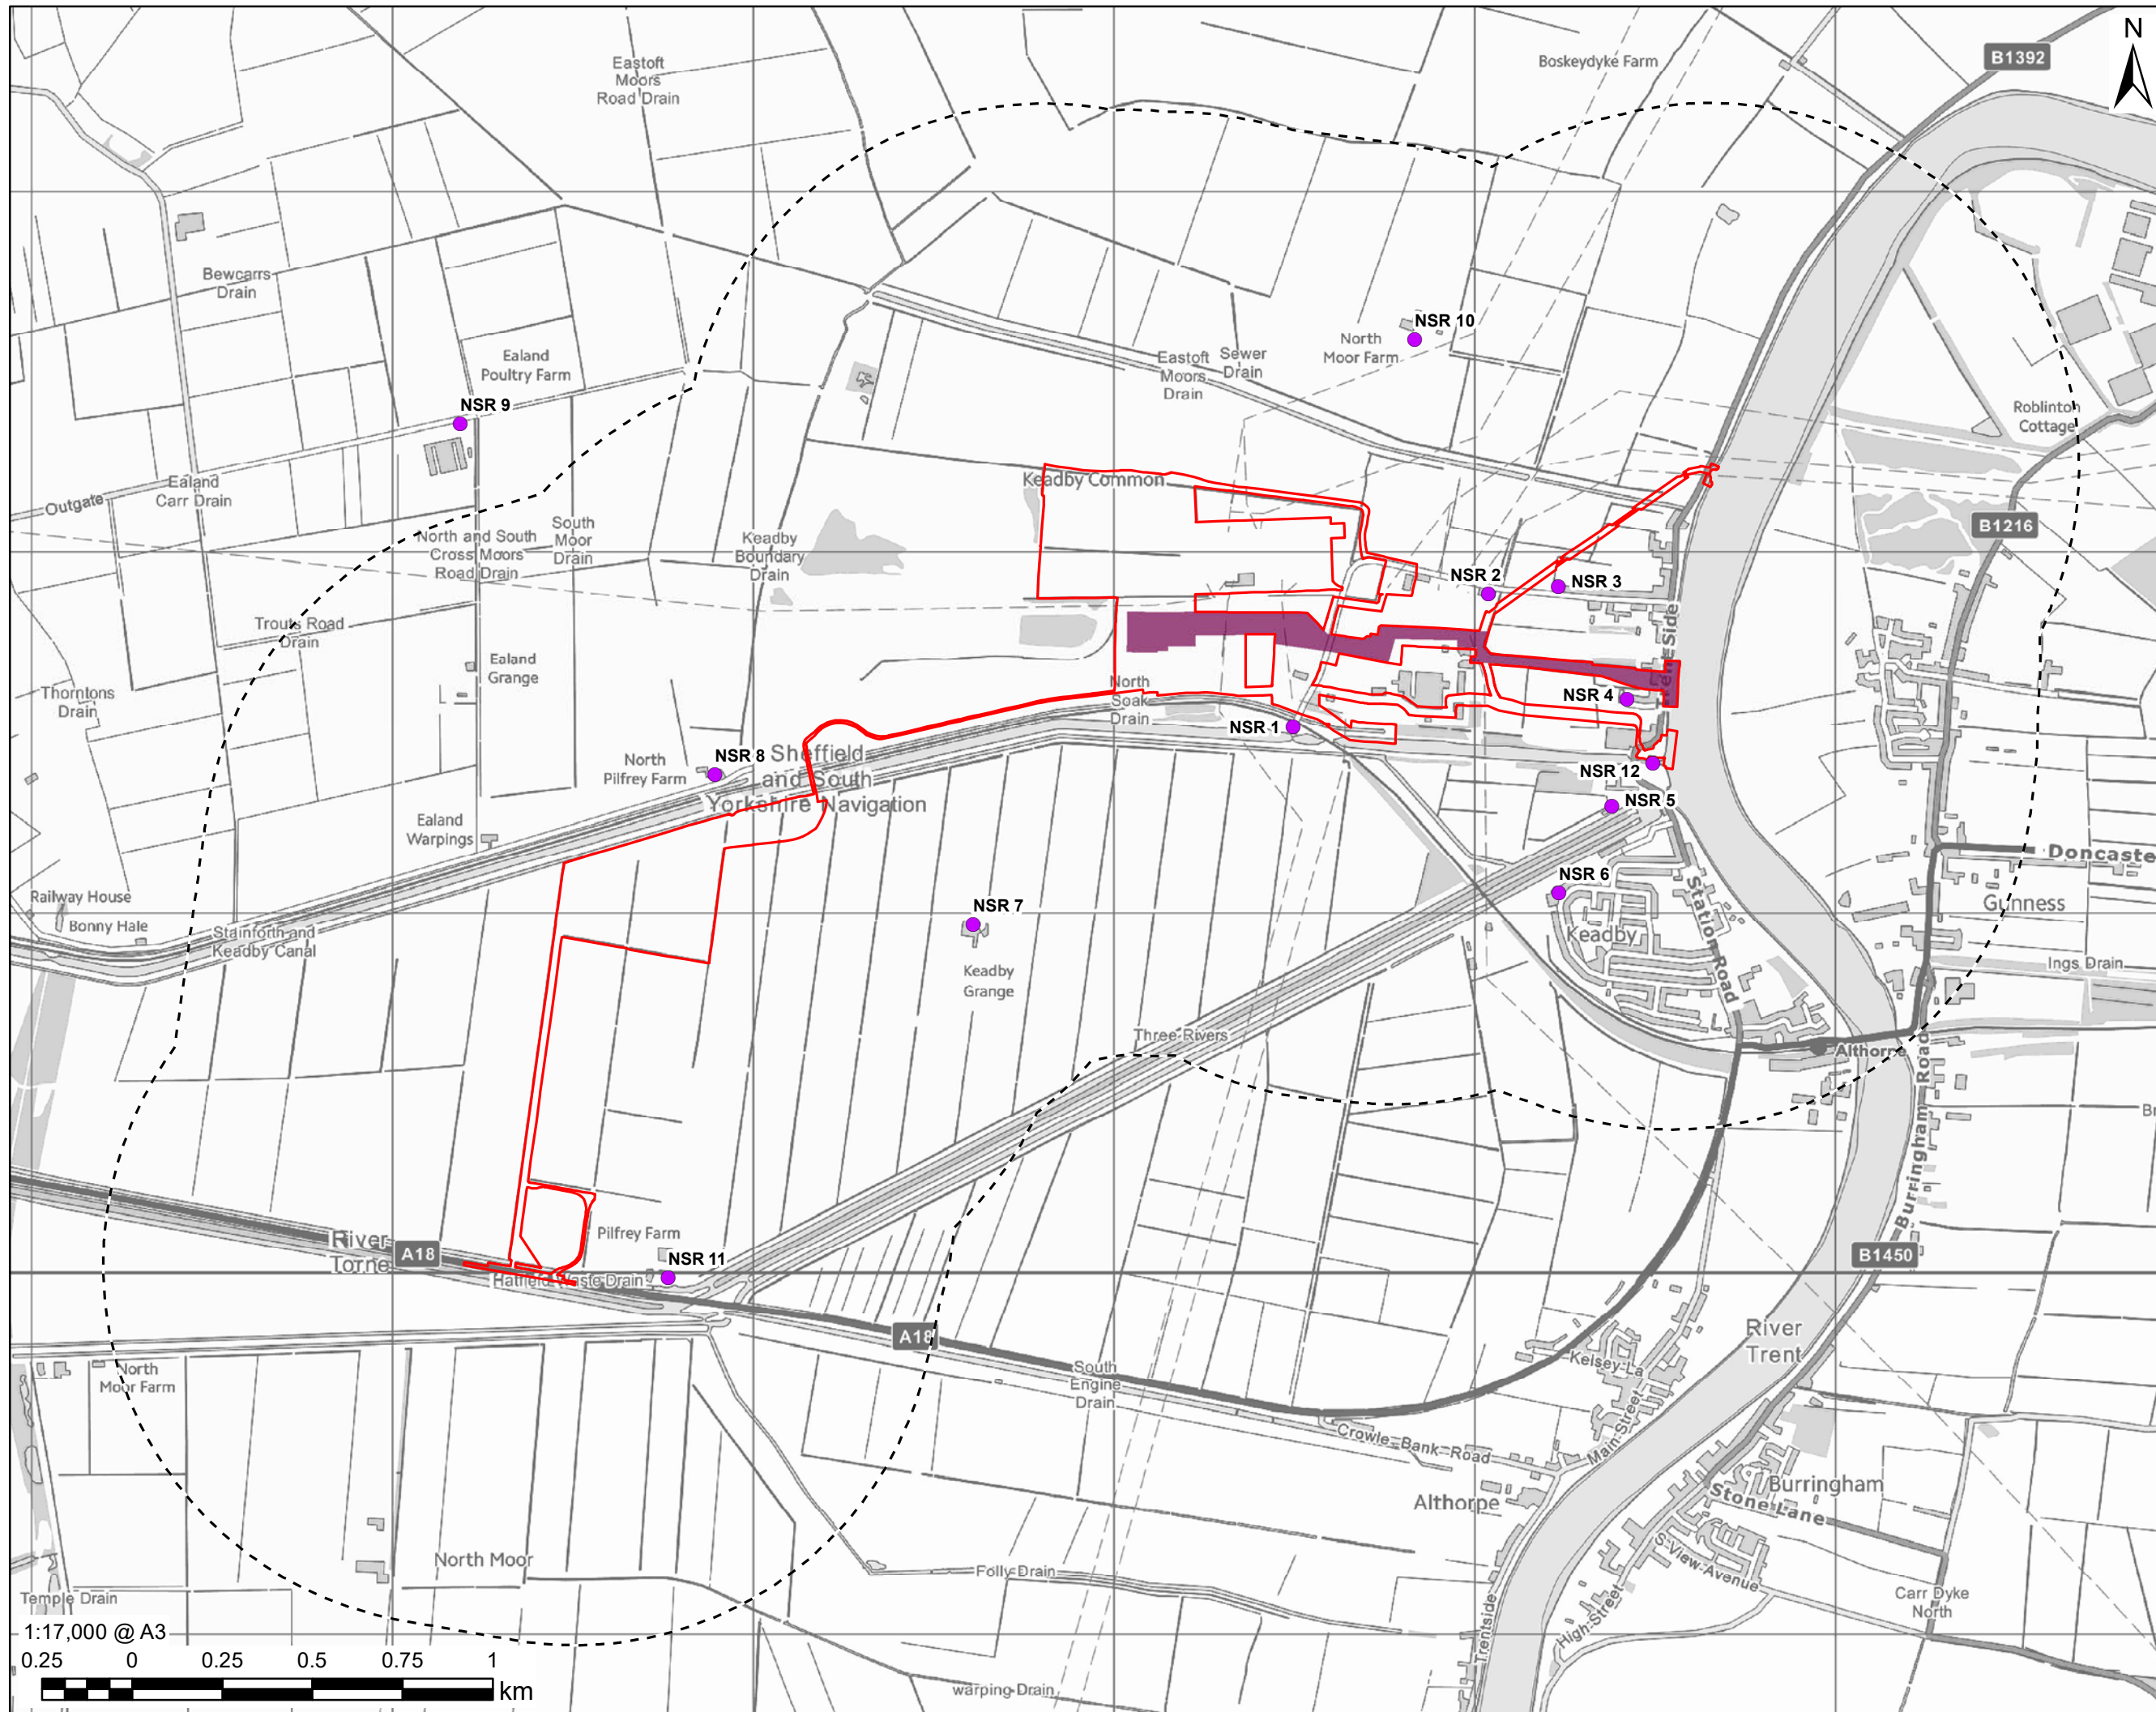 N
B1392
Boskeydyke Farm
Eastoft
Moors
Road Drain
Bewcarrs
Drain
NSR 10
North
Moor Farm
Eastoft
Moors
Drain
Sewer
Drain
Ealand
Poultry Farm
NSR 9
Roblinton
Cottage
Outgate
Ealand
Carr Drain
Keadby Common
B1216
North and South
Cross Moors
Road Drain
South
Moor
Drain
Keadby
Boundary
Drain
NSR 2
NSR 3
Trouts Road
Drain
Ealand
Grange
Thorntons
Drain
North
Soak
Drain
NSR 4
NSR 1
NSR 8
North
Pilfrey Farm
Sheffield
and South
Yorkshire Navigation
NSR 12
NSR 5
Ealand
Warpings
Doncaste
NSR 6
Railway House
Bonny Hale
Stainforth and
Keadby Canal
NSR 7
Keadby
Grange
Keadby
Station Road
Gunness
Ings Drain
Three Rivers
Althorpe
Burringham Road
Br
Pilfrey Farm
River
Torne
A18
NSR 11
Hatfield Waste Drain
B1450
A18
River
Trent
North
Moor Farm
South
Engine
Drain
Kelsey La
Main Street
Crowle Bank Road
Althorpe
Burringham
Stone Lane
S-View-Avenue
North Moor
Folly Drain
Temple Drain
Carr Dyke
North
Trentside
High Street
warping Drain
1:17,000 @ A3
0.25 0 0.25 0.5 0.75 1
km